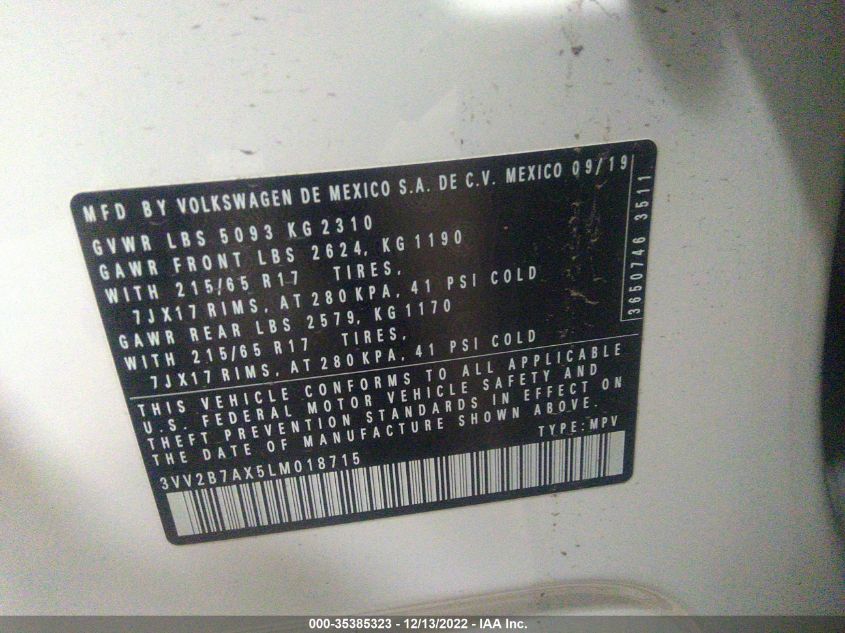 MFD BY VOLKSWAGEN DE MEXICO S.A. DE C.V. MEXICO 09/19
GVWR LBS 5093 KG 2310
GAWR FRONT LBS 2624, KG 1190
WITH 215/65 R17 TIRES,
7JX17 RIMS, AT 280 KPA, 41 PSI COLD
GAWR REAR LBS 2579, KG 1170
WITH 215/65 R17 TIRES,
7JX17 RIMS, AT 280 KPA, 41 PSI COLD
3650746 3511
THIS VEHICLE CONFORMS TO ALL APPLICABLE
U.S. FEDERAL MOTOR VEHICLE SAFETY AND
THEFT PREVENTION STANDARDS IN EFFECT ON
THE DATE OF MANUFACTURE SHOWN ABOVE.
TYPE: MPV
3VV2B7AX5LM018715
000-35385323 - 12/13/2022 - IAA Inc.